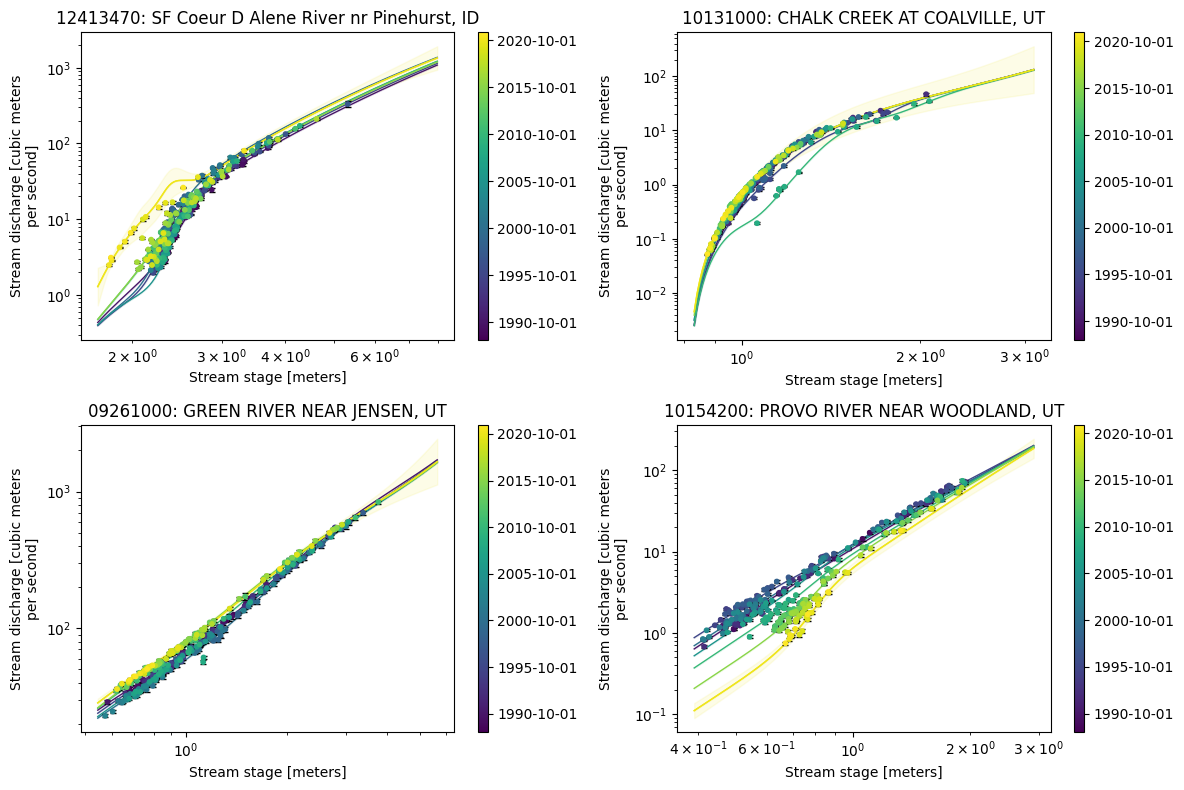 12413470: SF Coeur D Alene River nr Pinehurst, ID
Stream discharge [cubic meters
per second]
10³
10²
10¹
10⁰
2 × 10⁰
3 × 10⁰
4 × 10⁰
6 × 10⁰
Stream stage [meters]
2020-10-01
2015-10-01
2010-10-01
2005-10-01
2000-10-01
1995-10-01
1990-10-01
10131000: CHALK CREEK AT COALVILLE, UT
Stream discharge [cubic meters
per second]
10²
10¹
10⁰
10⁻¹
10⁻²
10⁰
2 × 10⁰
3 × 10⁰
Stream stage [meters]
2020-10-01
2015-10-01
2010-10-01
2005-10-01
2000-10-01
1995-10-01
1990-10-01
09261000: GREEN RIVER NEAR JENSEN, UT
Stream discharge [cubic meters
per second]
10³
10²
10⁰
Stream stage [meters]
2020-10-01
2015-10-01
2010-10-01
2005-10-01
2000-10-01
1995-10-01
1990-10-01
10154200: PROVO RIVER NEAR WOODLAND, UT
Stream discharge [cubic meters
per second]
10²
10¹
10⁰
10⁻¹
4 × 10⁻¹
6 × 10⁻¹
10⁰
2 × 10⁰
3 × 10⁰
Stream stage [meters]
2020-10-01
2015-10-01
2010-10-01
2005-10-01
2000-10-01
1995-10-01
1990-10-01